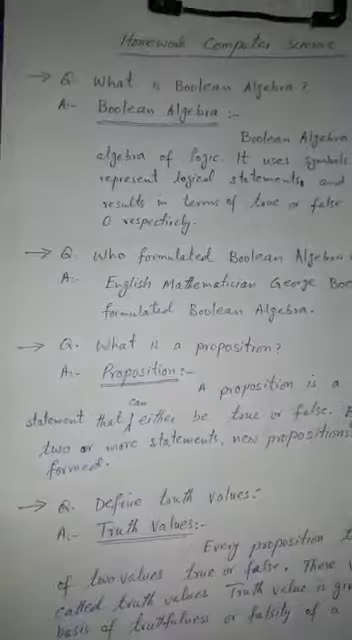 Homework Computer Science
→ Q. What is Boolean Algebra?
A:- Boolean Algebra :-
Boolean Algebra
algebra of logic. It uses symbols
represent logical statements, and
results in terms of true or false
0 respectively.
→ Q. Who formulated Boolean Algebra
A:- English Mathematician George Boo
formulated Boolean Algebra.
→ Q. What is a proposition?
A:- Proposition:-
A proposition is a
can
statement that either be true or false.
two or more statements, new propositions
formed.
→ Q. Define truth values:-
A:- Truth Values:-
Every proposition
of two values true or false. These
called truth values Truth value is
basis of truthfulness or falsity of a